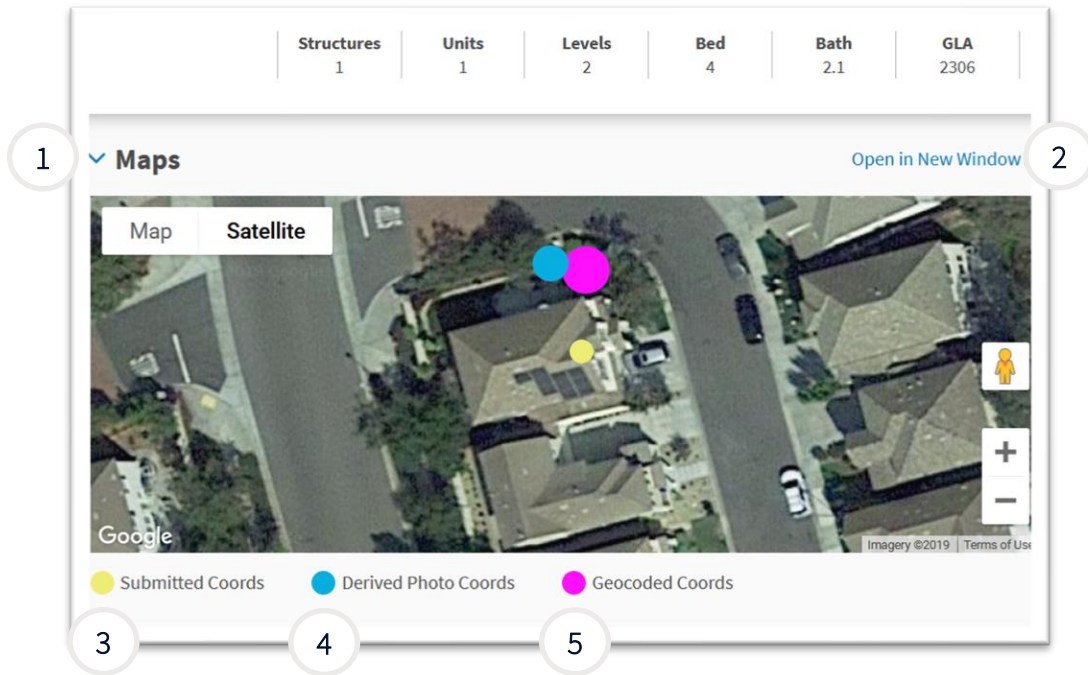 Structures Units Levels Bed Bath GLA
1 1 2 4 2.1 2306
1 Maps Open in New Window 2
Map Satellite
STOP
Google
Imagery ©2019 Terms of Use
Submitted Coords Derived Photo Coords Geocoded Coords
3 4 5